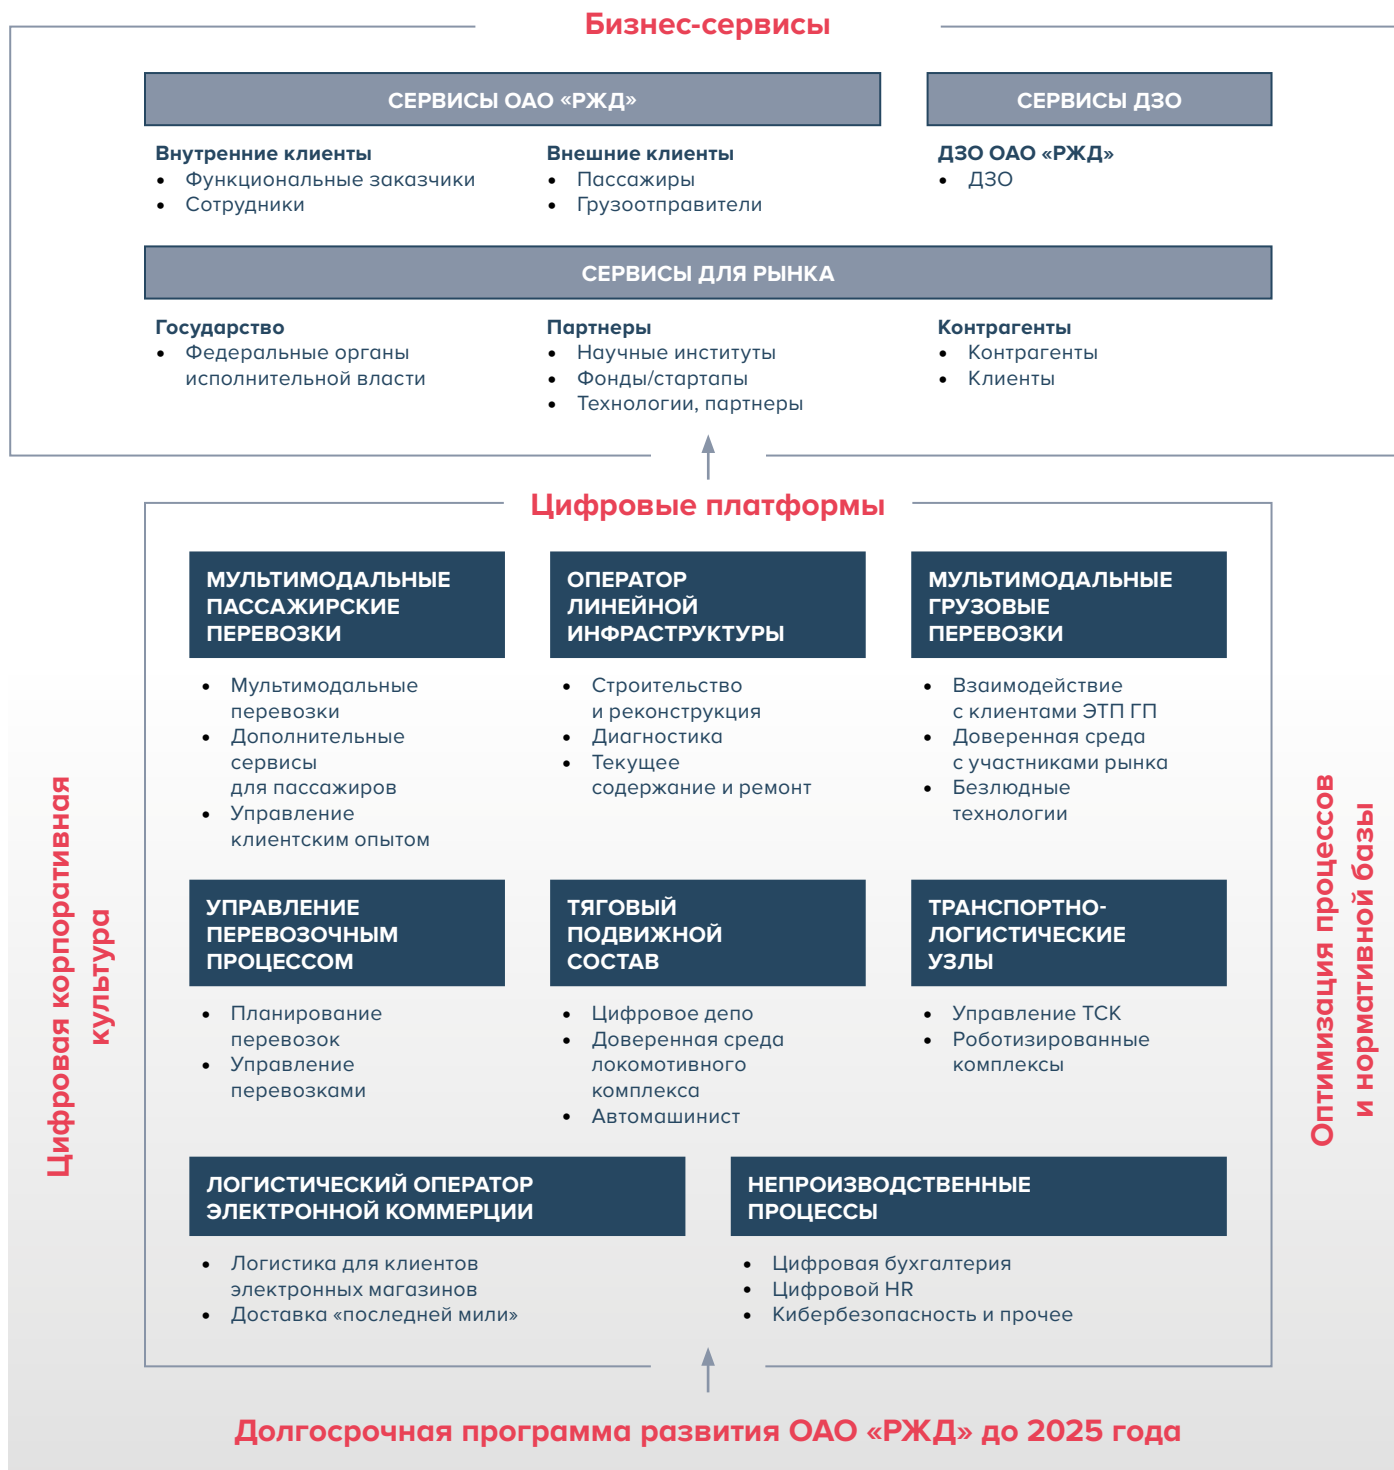 Бизнес-сервисы
СЕРВИСЫ ОАО «РЖД»
Внутренние клиенты
• Функциональные заказчики
• Сотрудники
Внешние клиенты
• Пассажиры
• Грузоотправители
СЕРВИСЫ ДЗО
ДЗО ОАО «РЖД»
• ДЗО
СЕРВИСЫ ДЛЯ РЫНКА
Государство
• Федеральные органы
исполнительной власти
Партнеры
• Научные институты
• Фонды/стартапы
• Технологии, партнеры
Контрагенты
• Контрагенты
• Клиенты
Цифровые платформы
МУЛЬТИМОДАЛЬНЫЕ
ПАССАЖИРСКИЕ
ПЕРЕВОЗКИ
• Мультимодальные
перевозки
• Дополнительные
сервисы
для пассажиров
• Управление
клиентским опытом
ОПЕРАТОР
ЛИНЕЙНОЙ
ИНФРАСТРУКТУРЫ
• Строительство
и реконструкция
• Диагностика
• Текущее
содержание и ремонт
МУЛЬТИМОДАЛЬНЫЕ
ГРУЗОВЫЕ
ПЕРЕВОЗКИ
• Взаимодействие
с клиентами ЭТП ГП
• Доверенная среда
с участниками рынка
• Безлюдные
технологии
УПРАВЛЕНИЕ
ПЕРЕВОЗОЧНЫМ
ПРОЦЕССОМ
• Планирование
перевозок
• Управление
перевозками
ТЯГОВЫЙ
ПОДВИЖНОЙ
СОСТАВ
• Цифровое депо
• Доверенная среда
локомотивного
комплекса
• Автомашинист
ТРАНСПОРТНО-
ЛОГИСТИЧЕСКИЕ
УЗЛЫ
• Управление ТСК
• Роботизированные
комплексы
ЛОГИСТИЧЕСКИЙ ОПЕРАТОР
ЭЛЕКТРОННОЙ КОММЕРЦИИ
• Логистика для клиентов
электронных магазинов
• Доставка «последней мили»
НЕПРОИЗВОДСТВЕННЫЕ
ПРОЦЕССЫ
• Цифровая бухгалтерия
• Цифровой HR
• Кибербезопасность и прочее
Цифровая корпоративная
культура
Оптимизация процессов
и нормативной базы
Долгосрочная программа развития ОАО «РЖД» до 2025 года